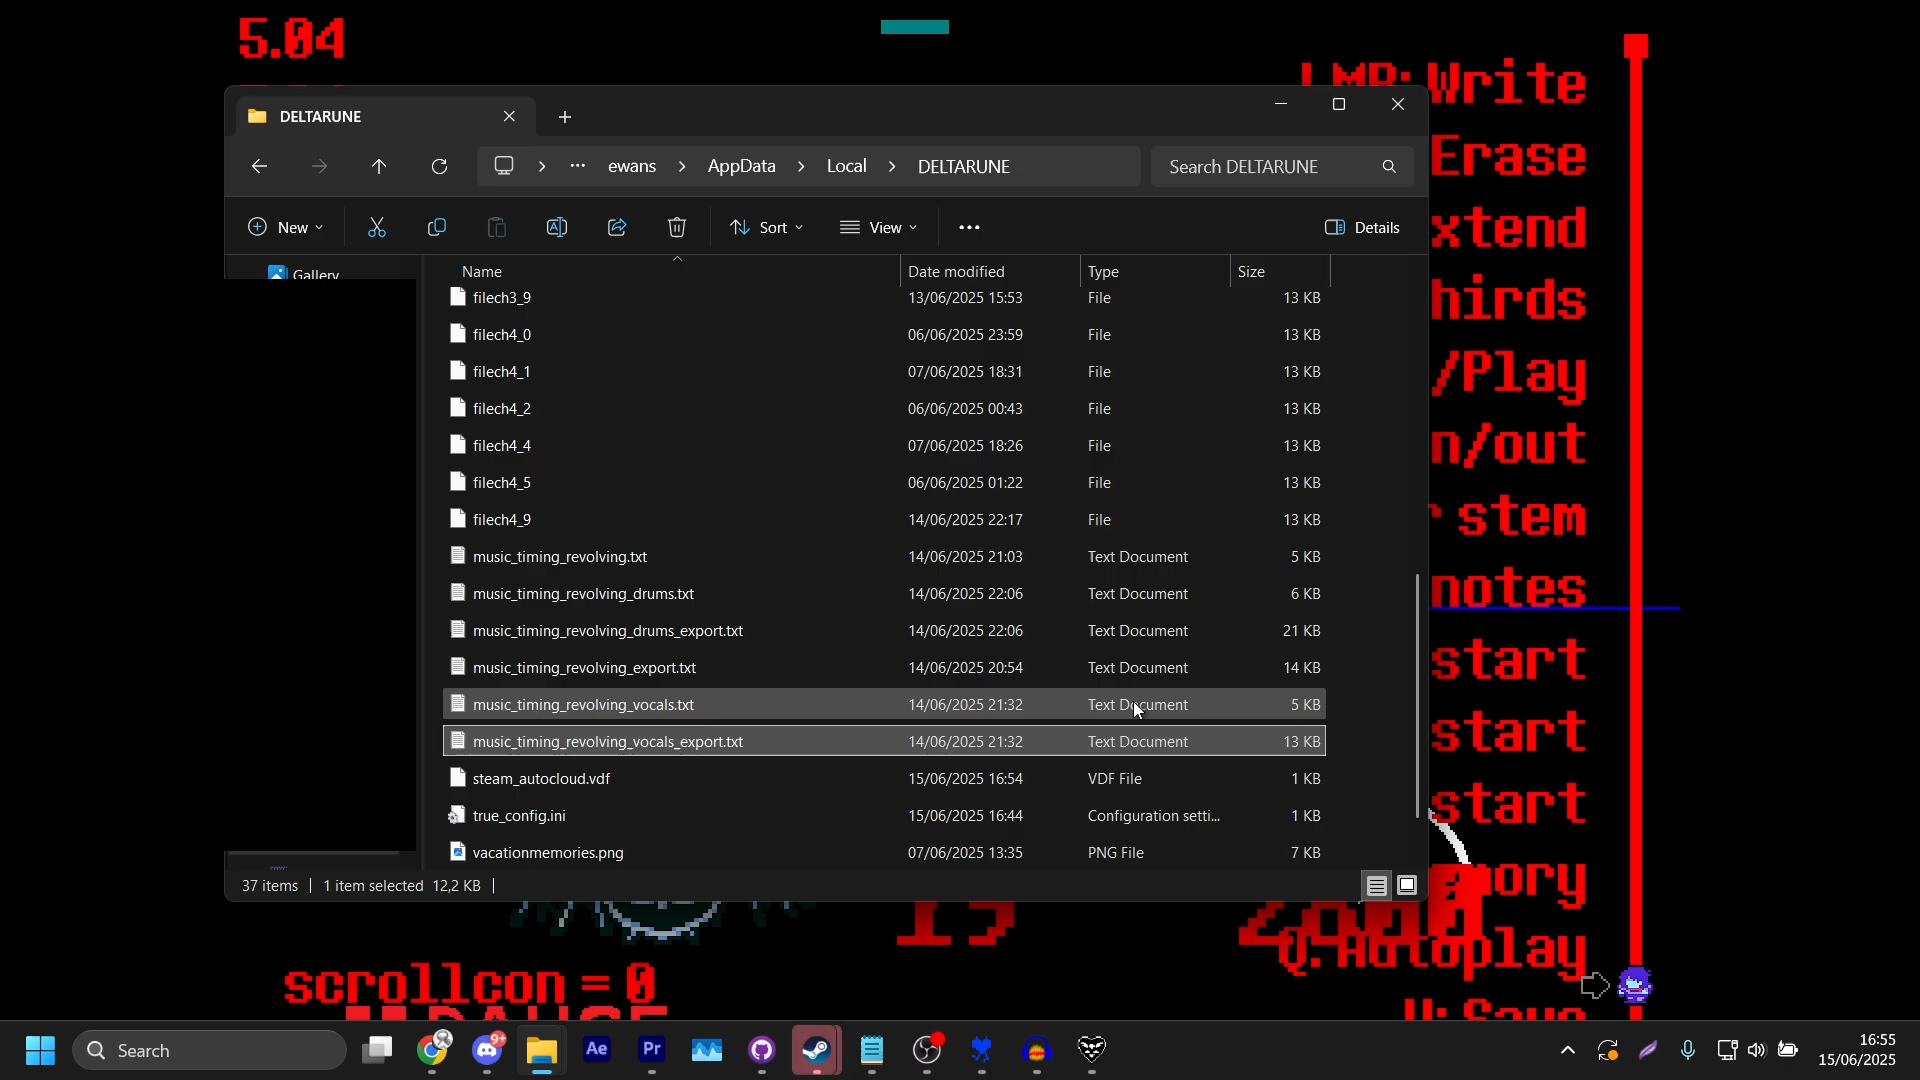 5.04
LMB: Write
DELTARUNE
Erase
ewans
AppData
Local
DELTARUNE
Search DELTARUNE
New
Sort
View
Details
xtend
Gallery
Name
Date modified
Type
Size
filech3_9 13/06/2025 15:53 File 13 KB
hirds
filech4_0 06/06/2025 23:59 File 13 KB
filech4_1 07/06/2025 18:31 File 13 KB
/Play
filech4_2 06/06/2025 00:43 File 13 KB
filech4_4 07/06/2025 18:26 File 13 KB
n/out
filech4_5 06/06/2025 01:22 File 13 KB
filech4_9 14/06/2025 22:17 File 13 KB
stem
music_timing_revolving.txt 14/06/2025 21:03 Text Document 5 KB
music_timing_revolving_drums.txt 14/06/2025 22:06 Text Document 6 KB
notes
music_timing_revolving_drums_export.txt 14/06/2025 22:06 Text Document 21 KB
music_timing_revolving_export.txt 14/06/2025 20:54 Text Document 14 KB
start
music_timing_revolving_vocals.txt 14/06/2025 21:32 Text Document 5 KB
music_timing_revolving_vocals_export.txt 14/06/2025 21:32 Text Document 13 KB
start
steam_autocloud.vdf 15/06/2025 16:54 VDF File 1 KB
true_config.ini 15/06/2025 16:44 Configuration setti... 1 KB
start
vacationmemories.png 07/06/2025 13:35 PNG File 7 KB
37 items
1 item selected 12,2 KB
mory
Q: Autoplay
scrollcon = 0
PAUSE
U: Save
Search
9+
Ae
Pr
16:55
15/06/2025